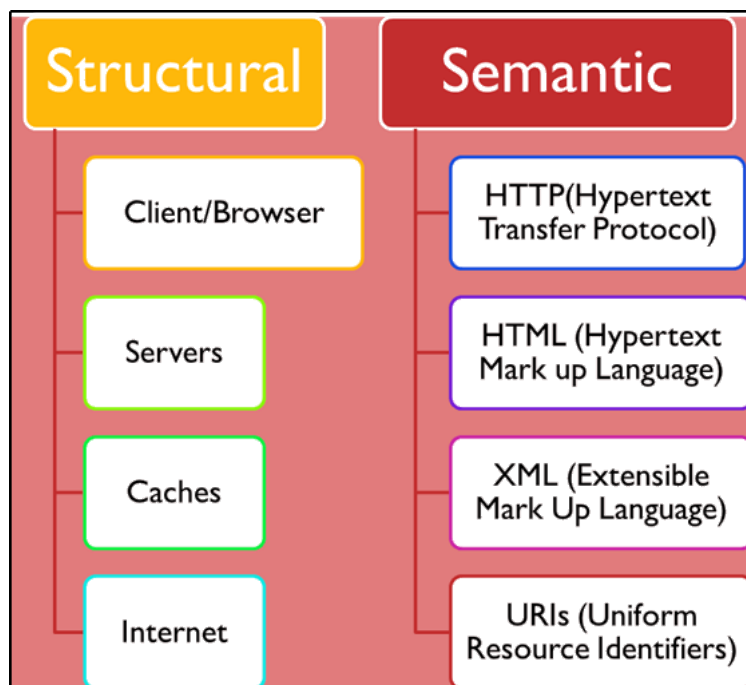 Structural
Client/Browser
Servers
Caches
Internet
Semantic
HTTP(Hypertext
Transfer Protocol)
HTML (Hypertext
Mark up Language)
XML (Extensible
Mark Up Language)
URIs (Uniform
Resource Identifiers)